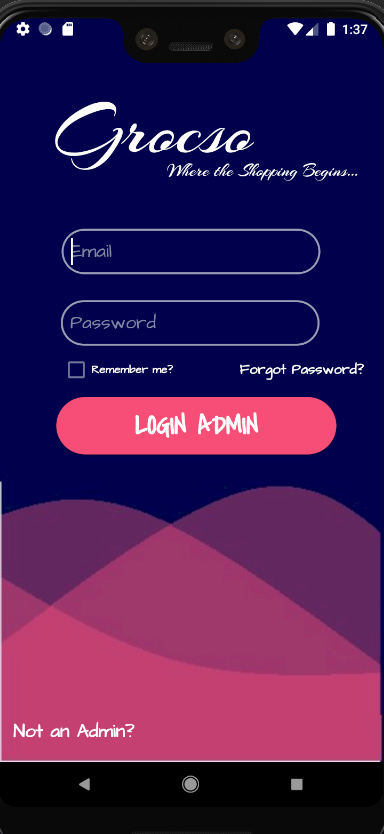 1:37
Grocso
Where the Shopping Begins...
Email
Password
Remember me?
Forgot Password?
LOGIN ADMIN
Not an Admin?